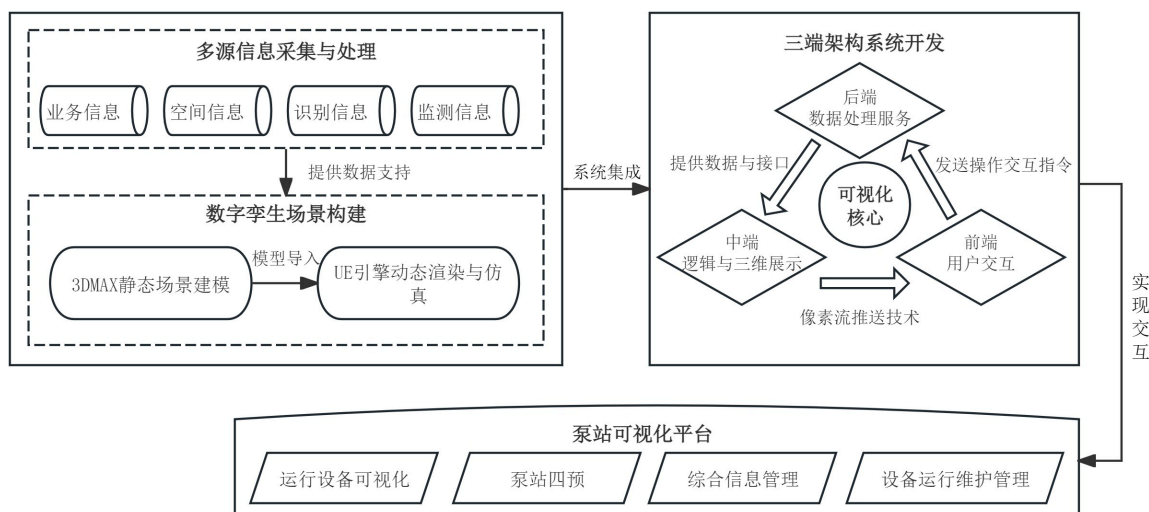 多源信息采集与处理
业务信息
空间信息
识别信息
监测信息
提供数据支持
数字孪生场景构建
3DMAX静态场景建模
模型导入
UE引擎动态渲染与仿
真
系统集成
三端架构系统开发
后端
数据处理服务
提供数据与接口
发送操作交互指令
可视化
核心
中端
逻辑与三维展示
前端
用户交互
像素流推送技术
实
现
交
互
泵站可视化平台
运行设备可视化
泵站四预
综合信息管理
设备运行维护管理